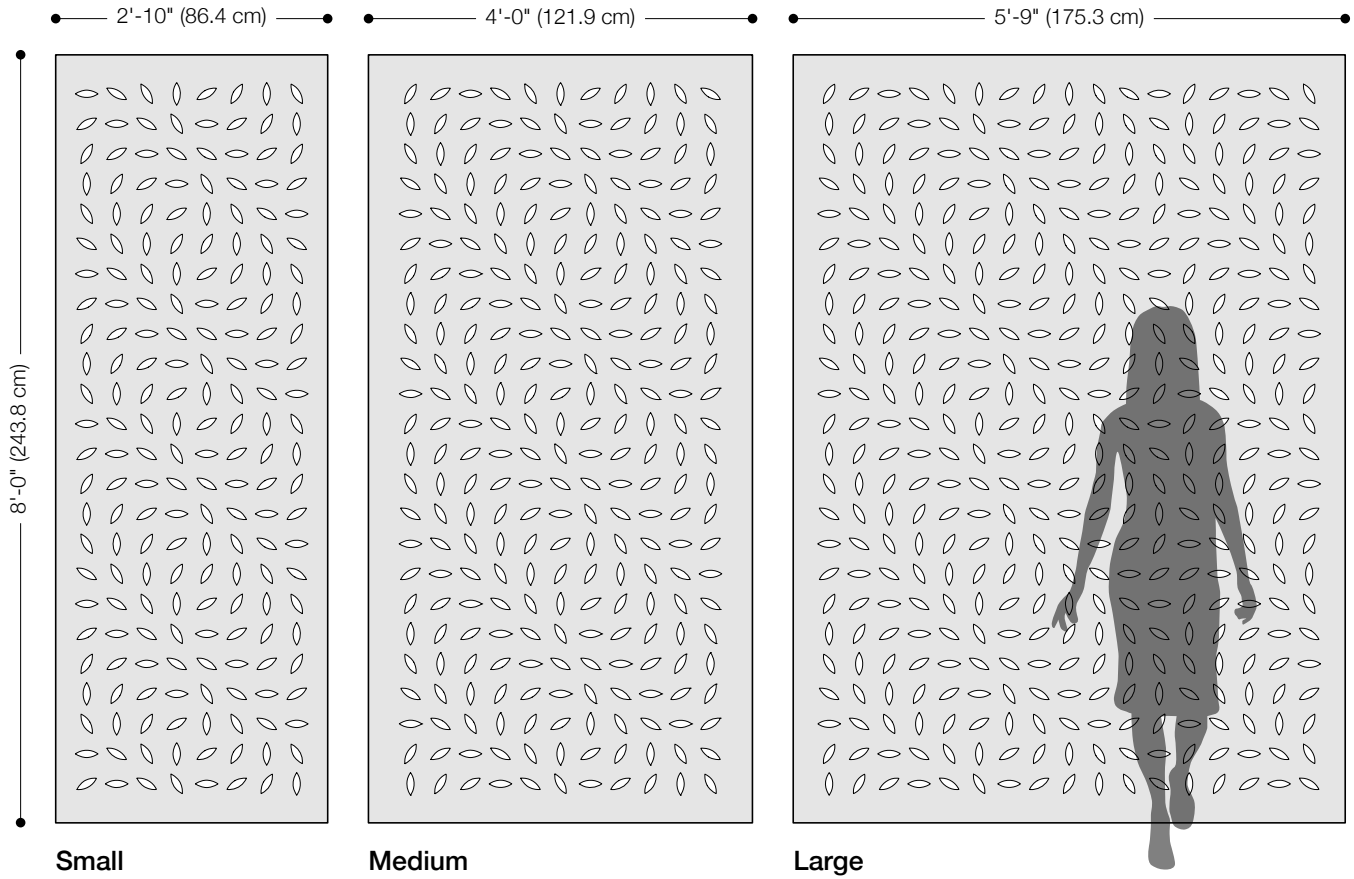 2'-10" (86.4 cm)
4'-0" (121.9 cm)
5'-9" (175.3 cm)
8'-0" (243.8 cm)
Small
Medium
Large